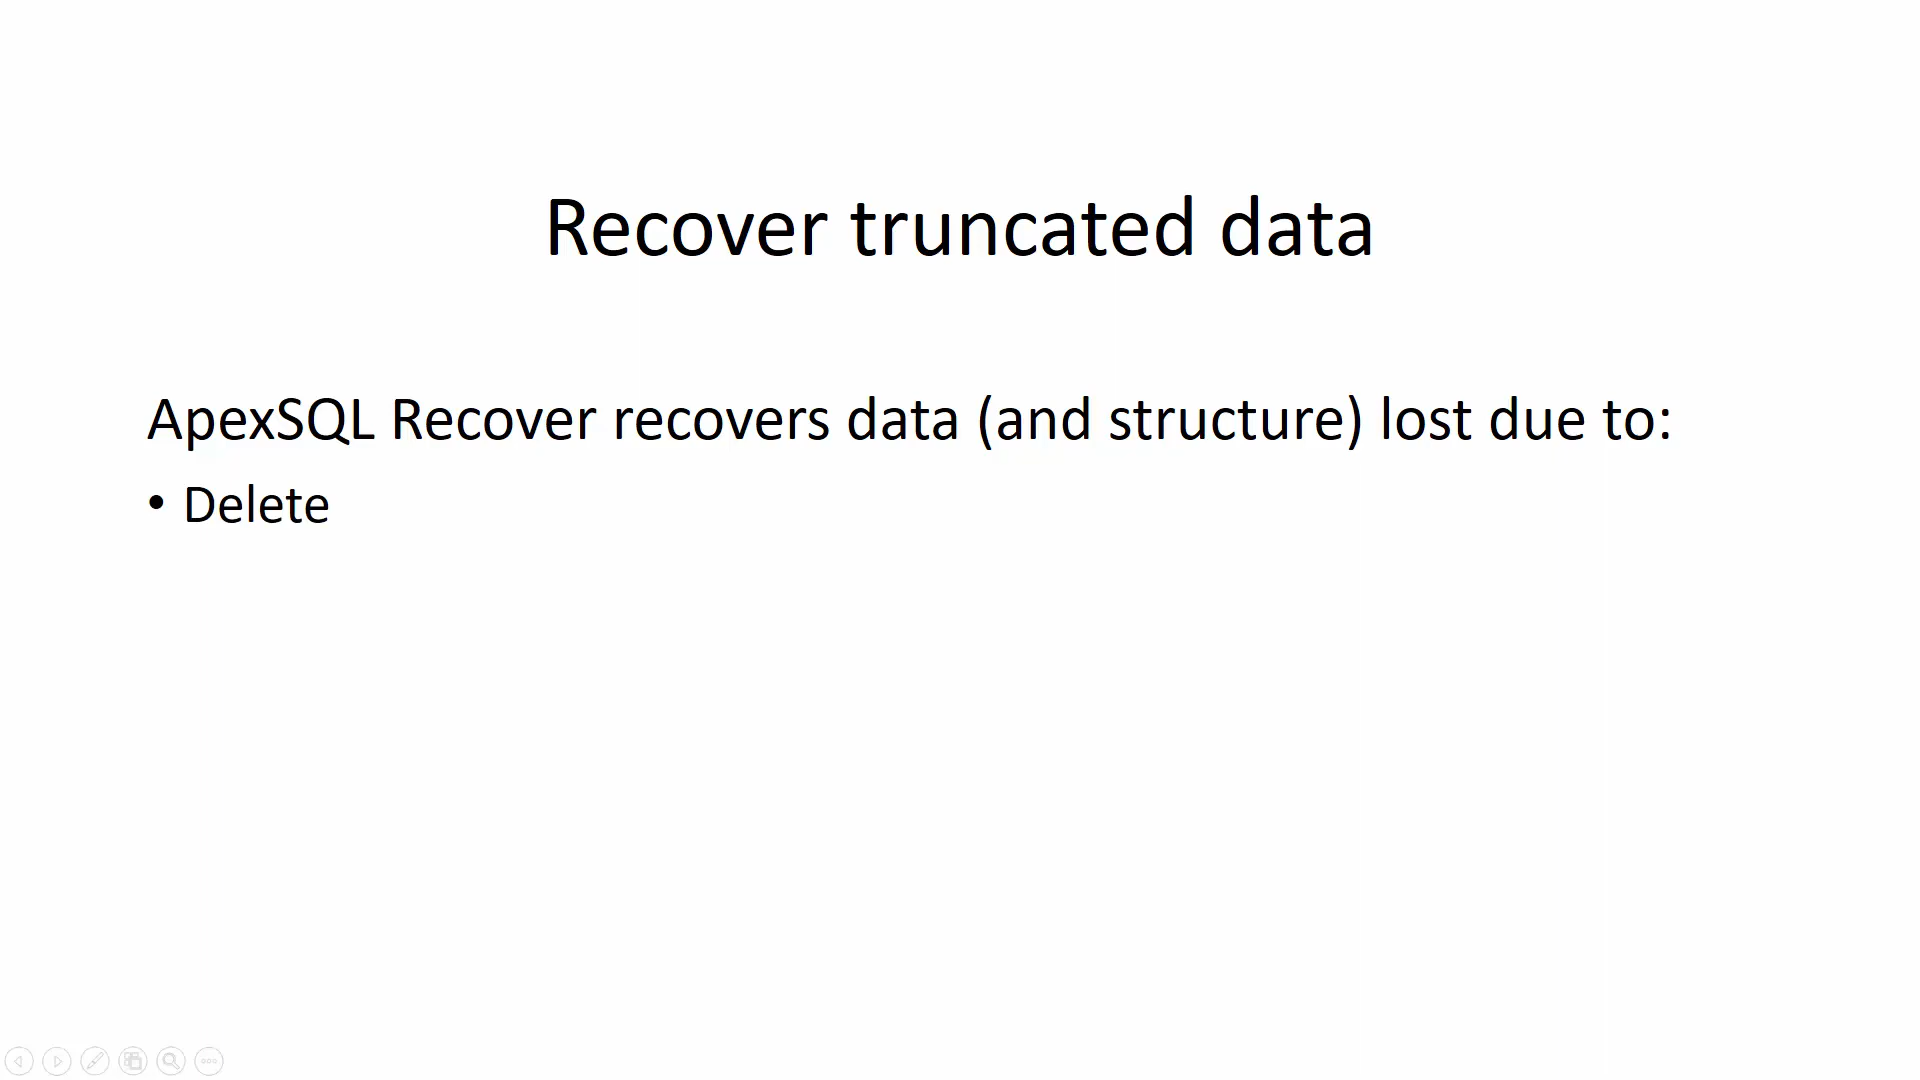 Recover truncated data
ApexSQL Recover recovers data (and structure) lost due to:
• Delete